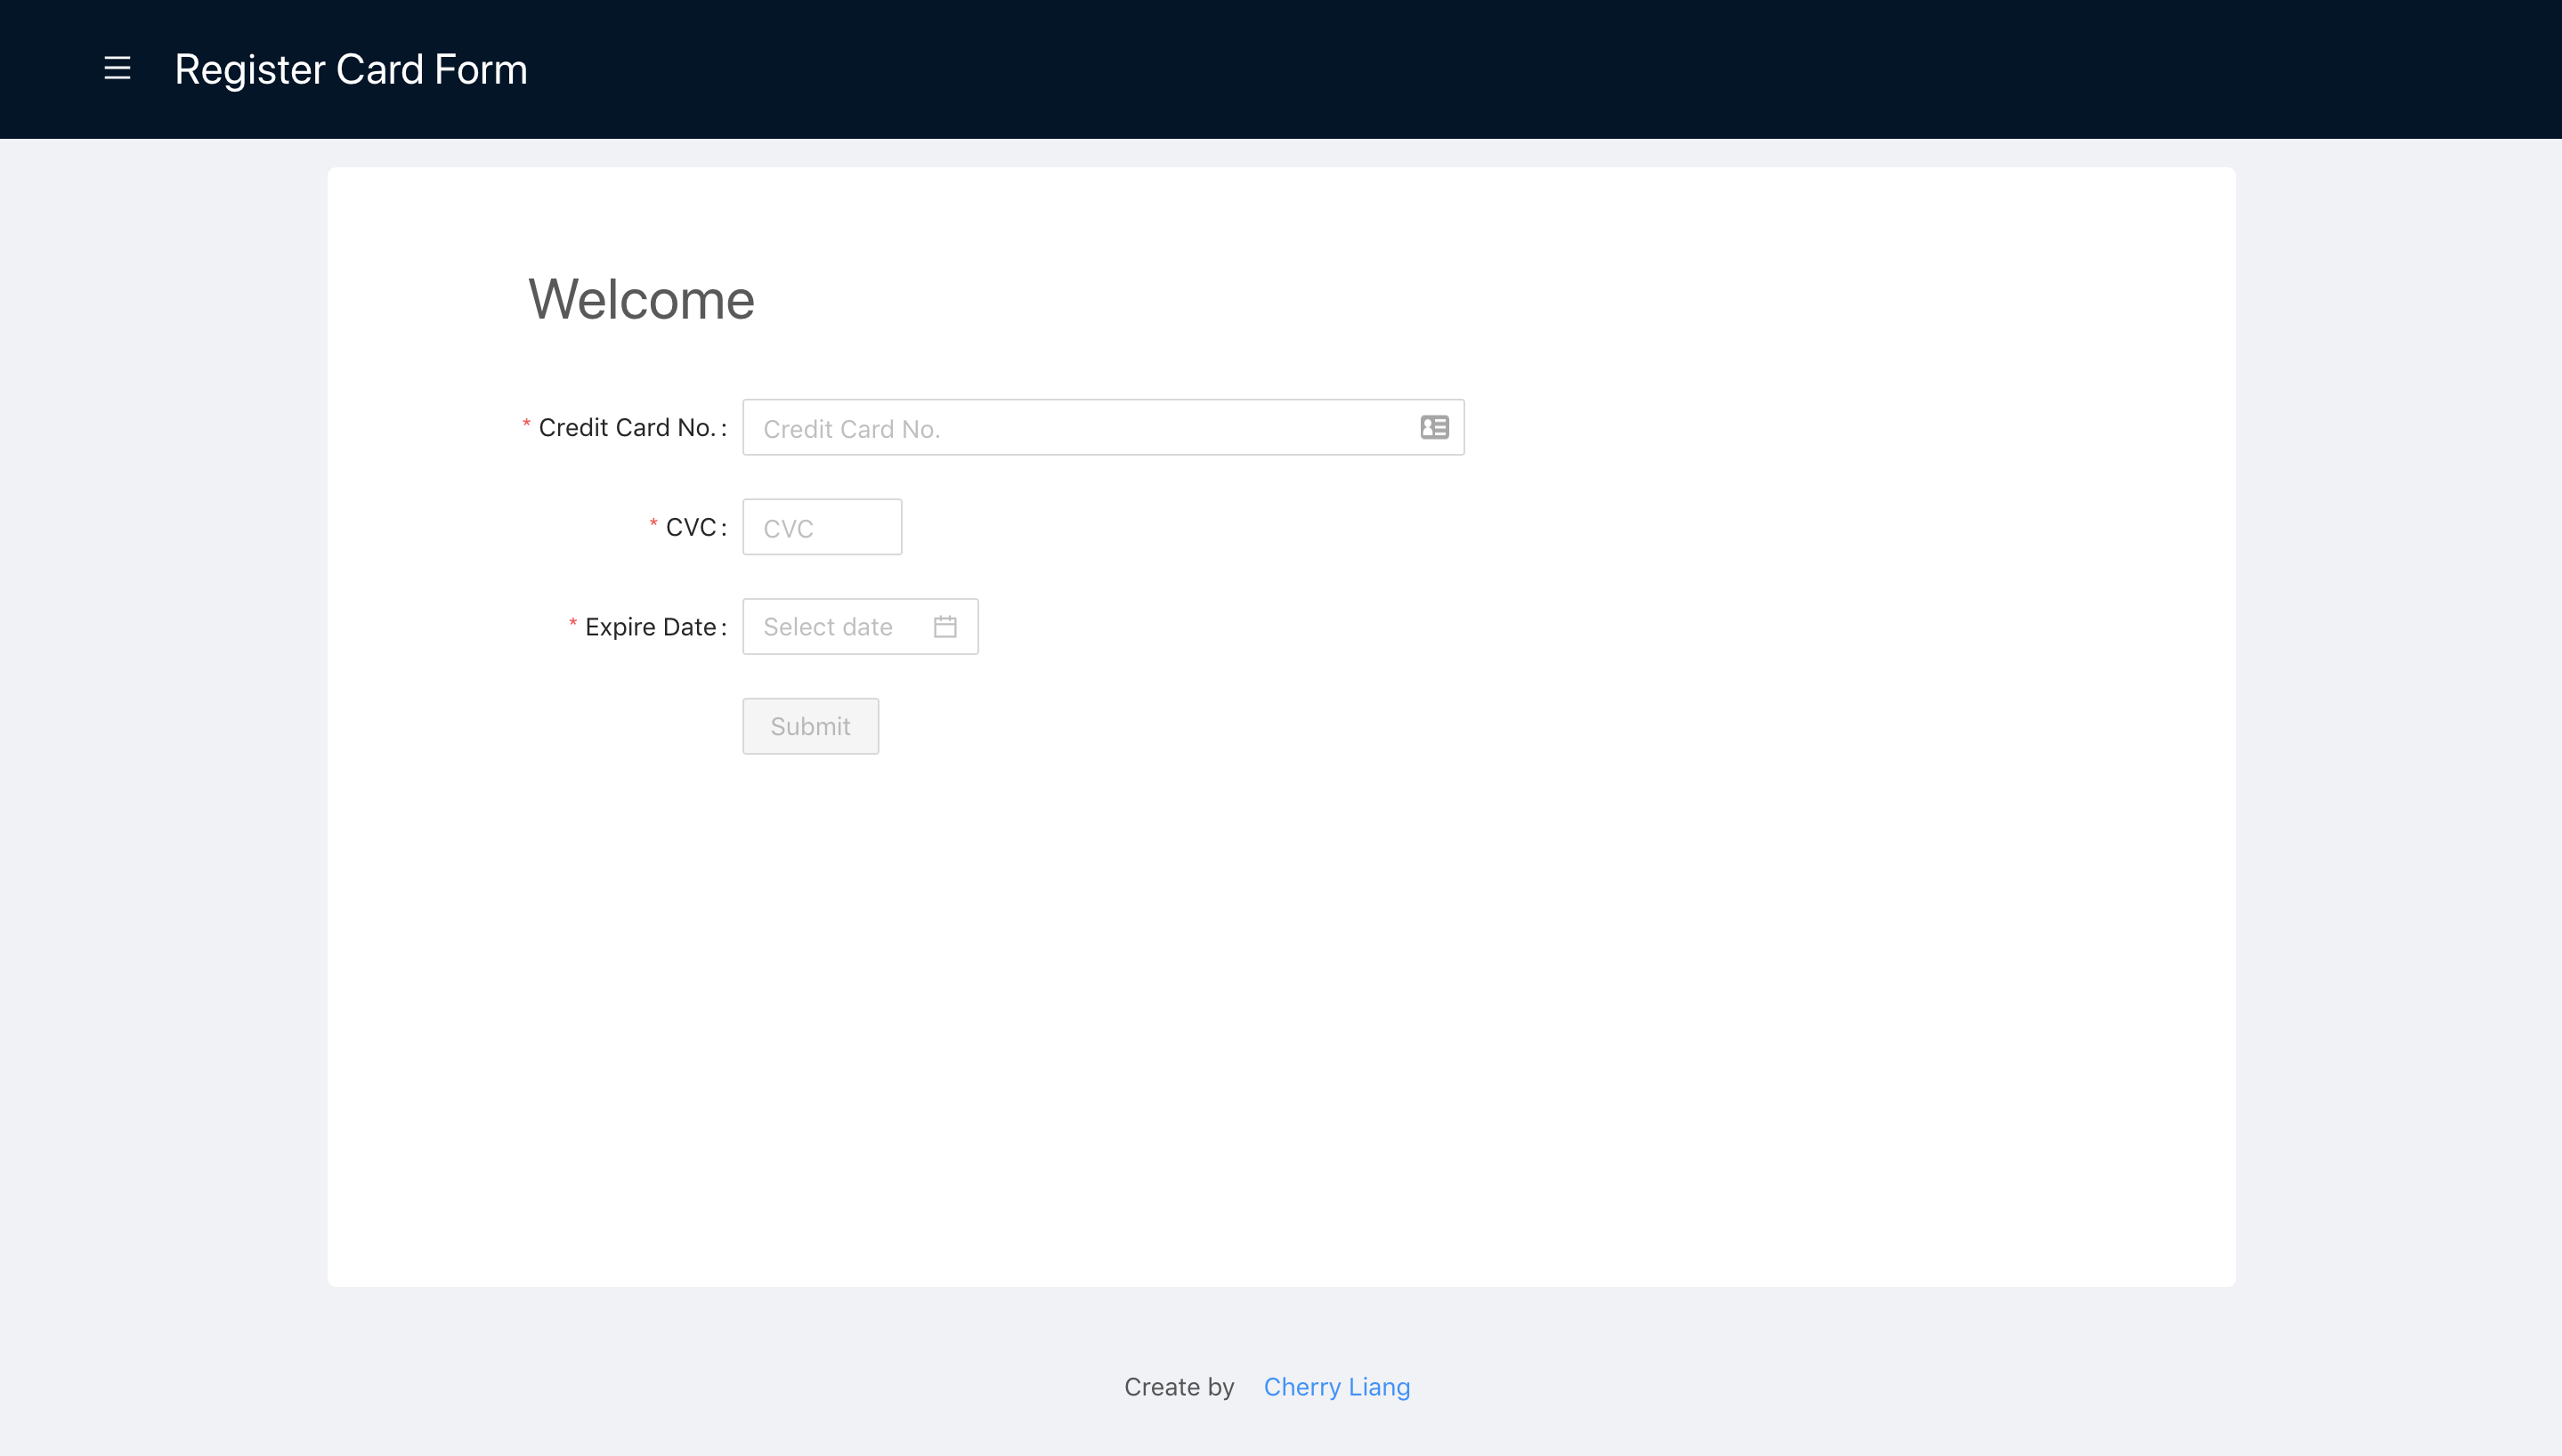 Register Card Form
Welcome
* Credit Card No. : Credit Card No.
* CVC : CVC
* Expire Date : Select date
Submit
Create by Cherry Liang